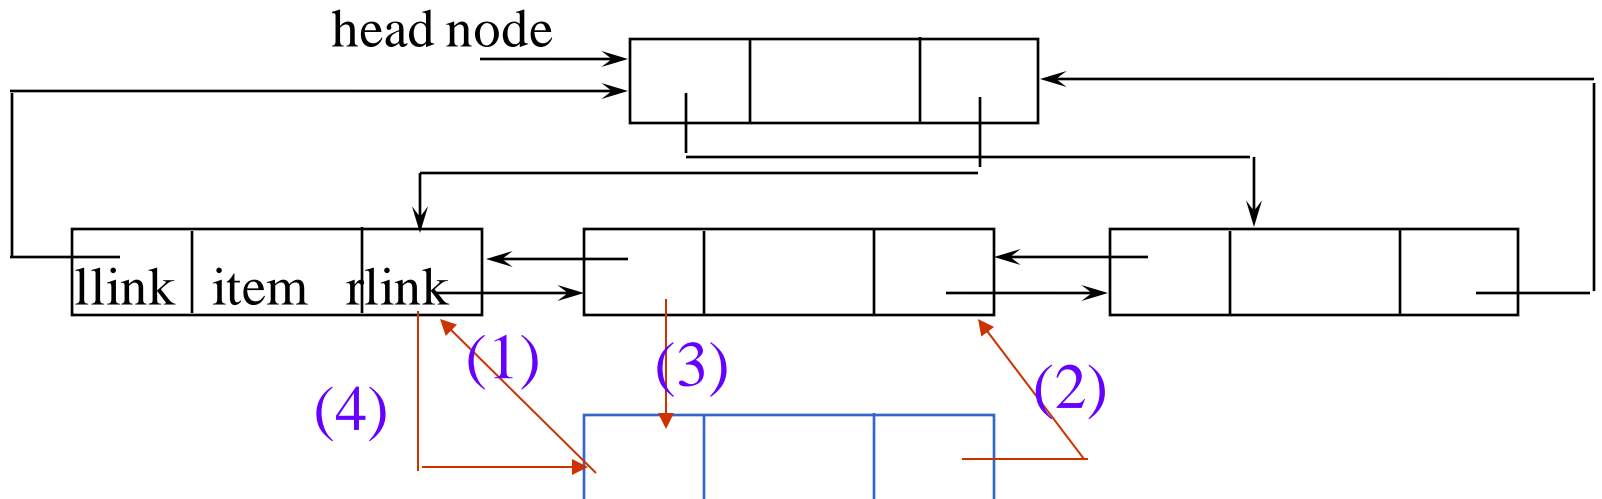 head node
llink item rlink
(1)
(3)
(2)
(4)